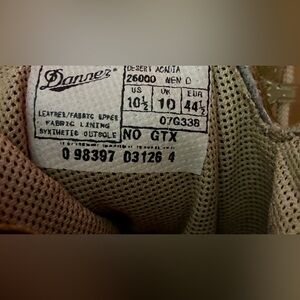 Danner
DESERT ACADIA
26000 MEN D
US UK EUR
10½ 10 44½
07G338
LEATHER/FABRIC UPPER
FABRIC LINING
SYNTHETIC OUTSOLE
NO GTX
0 98397 03126 4